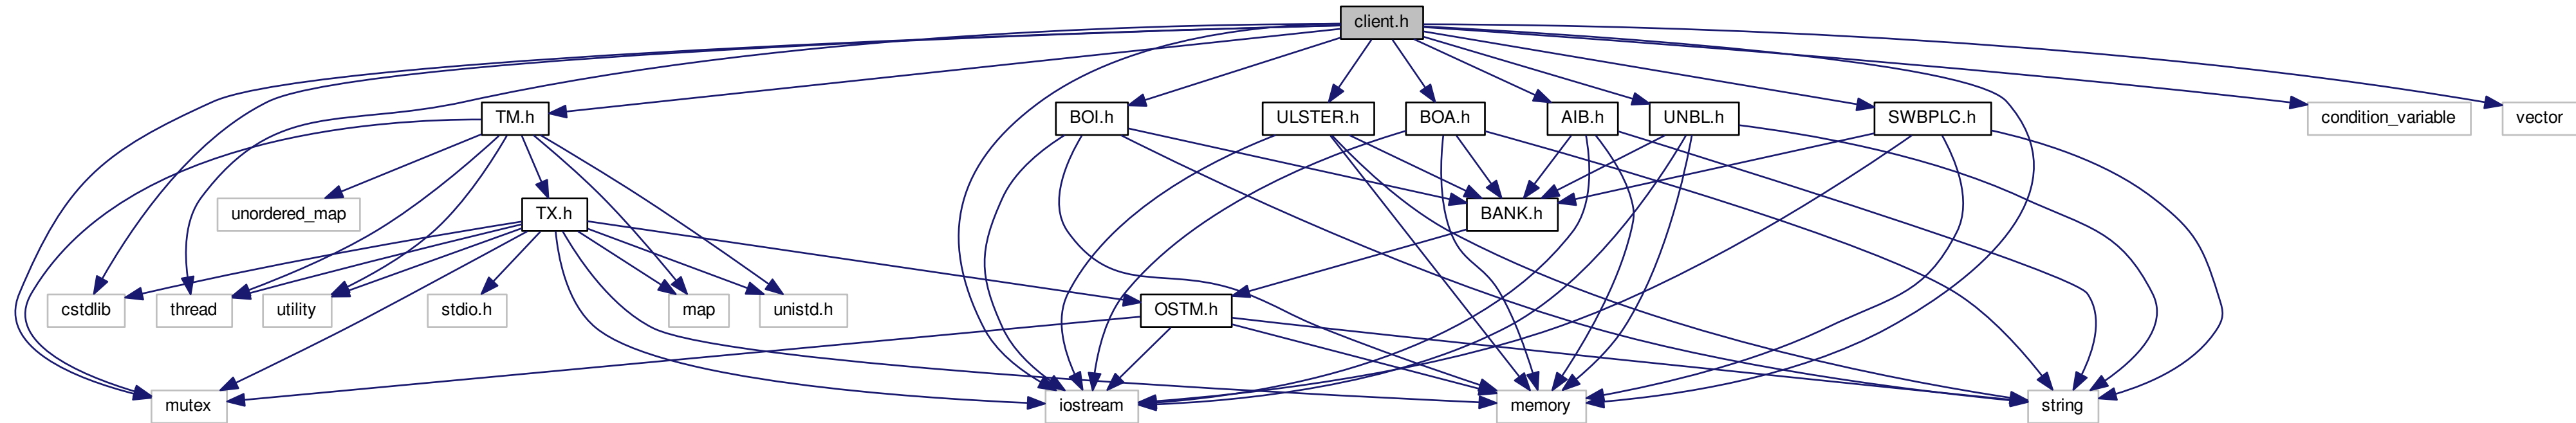 client.h
TM.h
BOI.h
ULSTER.h
BOA.h
AIB.h
UNBL.h
SWBPLC.h
condition_variable
vector
unordered_map
TX.h
BANK.h
cstdlib
thread
utility
stdio.h
map
unistd.h
OSTM.h
mutex
iostream
memory
string